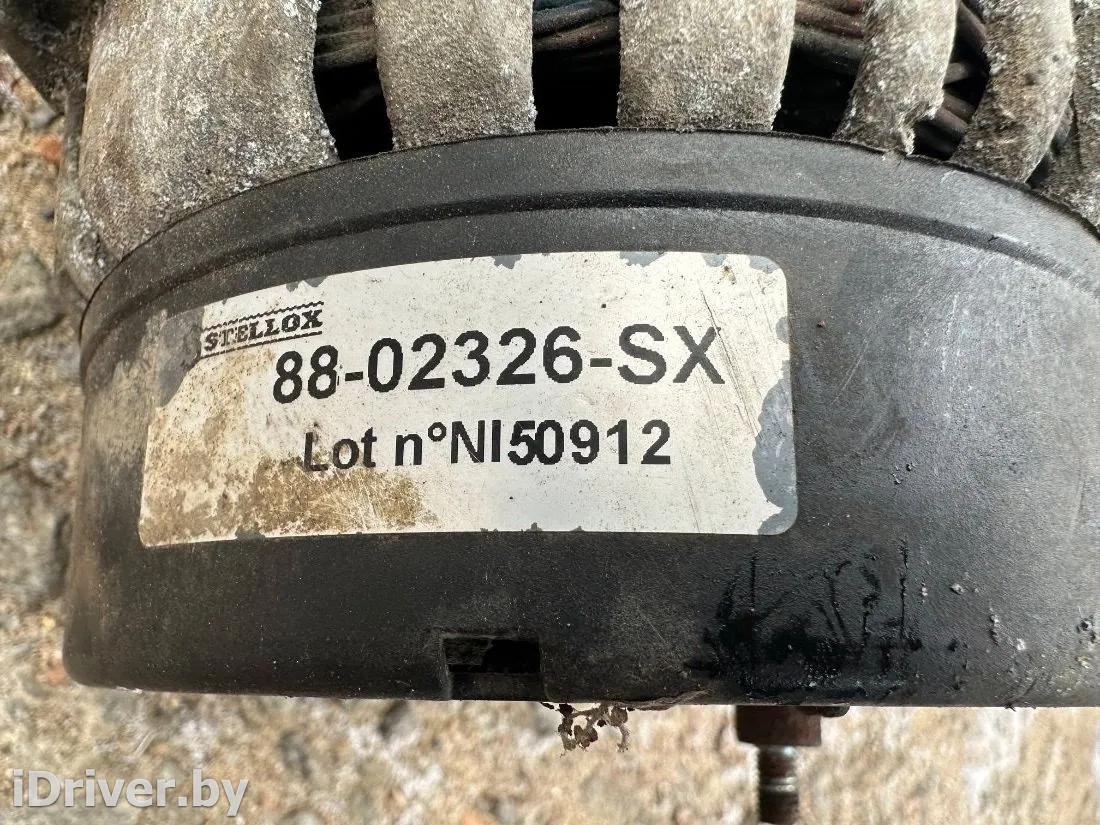 STELLOX
88-02326-SX
Lot n°NI50912
iDriver.by